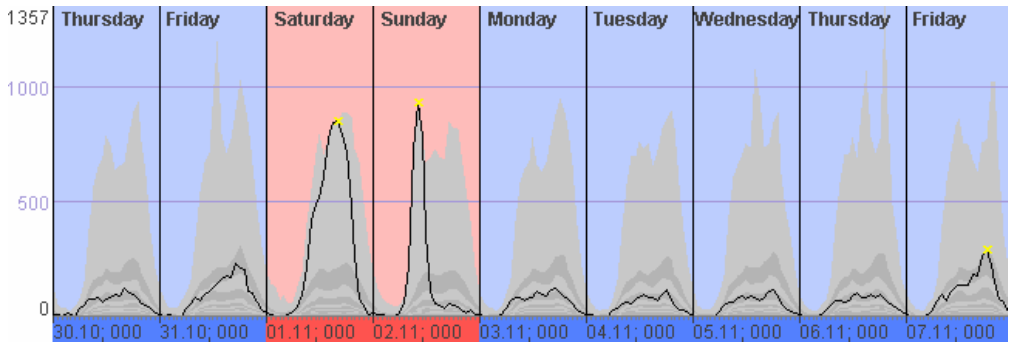 1357 Thursday Friday Saturday Sunday Monday Tuesday Wednesday Thursday Friday
1000
500
0
30.10; 000 31.10; 000 01.11; 000 02.11; 000 03.11; 000 04.11; 000 05.11; 000 06.11; 000 07.11; 000